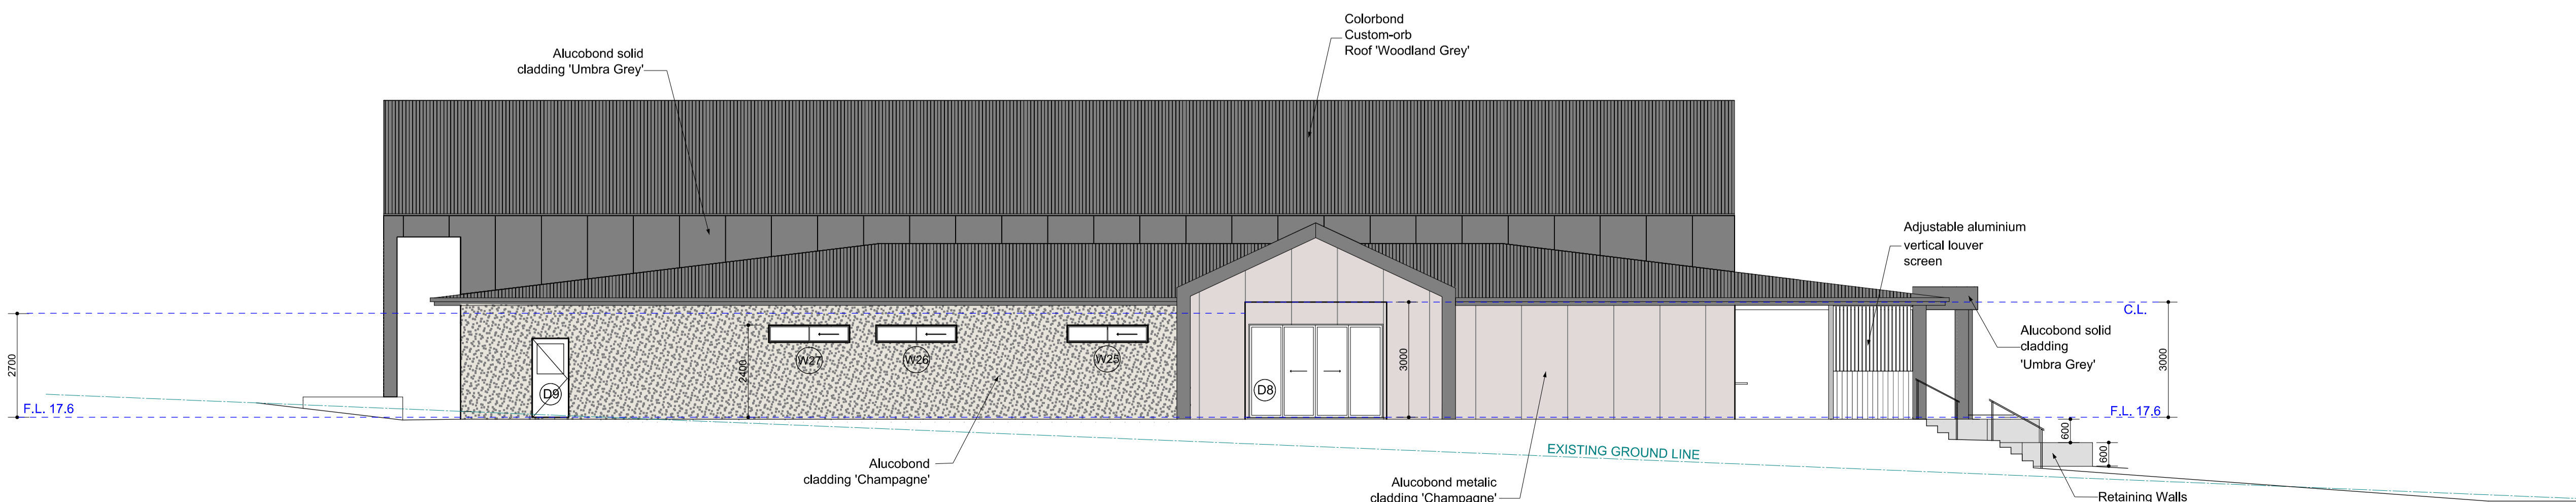 Colorbond
Custom-orb
Roof 'Woodland Grey'
Alucobond solid
cladding 'Umbra Grey'
Adjustable aluminium
vertical louver
screen
C.L.
Alucobond solid
cladding
'Umbra Grey'
2700
2400
3000
3000
W27
W26
W25
D9
D8
F.L. 17.6
F.L. 17.6
600
600
EXISTING GROUND LINE
Alucobond
cladding 'Champagne'
Alucobond metalic
cladding 'Champagne'
Retaining Walls